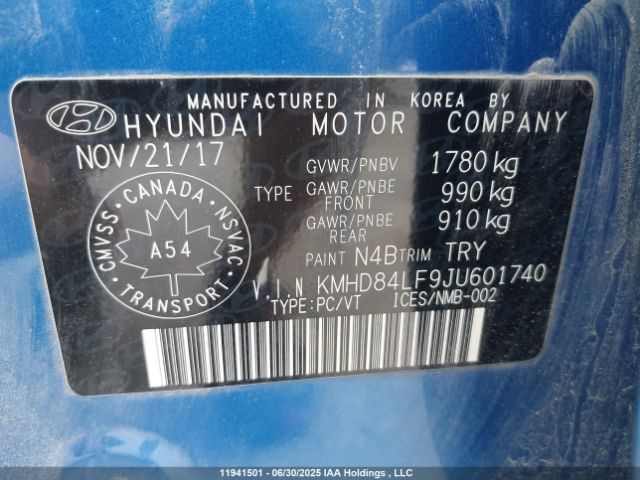 MANUFACTURED IN KOREA BY
HYUNDAI MOTOR COMPANY
NOV/21/17
GVWR/PNBV 1780 kg
TYPE GAWR/PNBE FRONT 990 kg
GAWR/PNBE REAR 910 kg
PAINT N4B TRIM TRY
V.I.N KMHD84LF9JU601740
TYPE:PC/VT ICES/NMB-002
CMVSS · CANADA · NSVAC
A54
TRANSPORT
11941501 - 06/30/2025 IAA Holdings , LLC